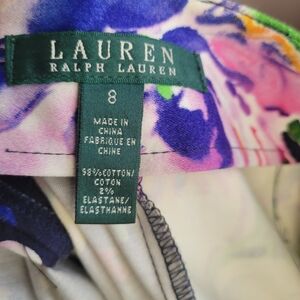 LAUREN
RALPH LAUREN
8
MADE IN
CHINA
FABRIQUE EN
CHINE
98%COTTON/
COTON
2%
ELASTANE/
ELASTHANNE